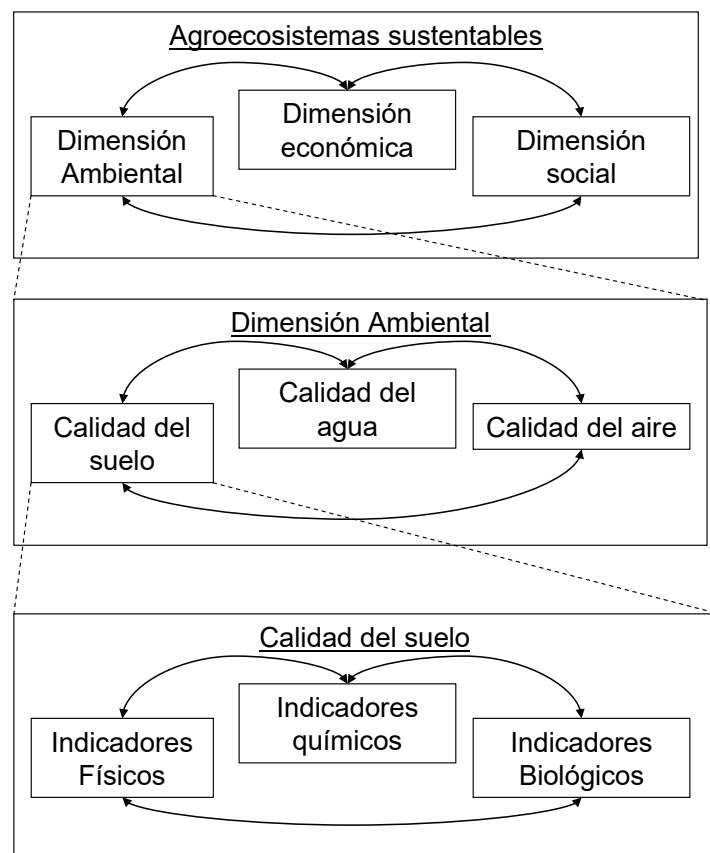 Agroecosistemas sustentables
Dimensión
económica
Dimensión
Ambiental
Dimensión
social
Dimensión Ambiental
Calidad del
agua
Calidad del
suelo
Calidad del aire
Calidad del suelo
Indicadores
químicos
Indicadores
Físicos
Indicadores
Biológicos